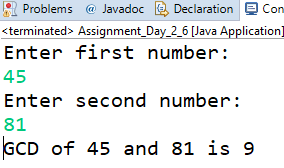 Problems @ Javadoc Declaration
<terminated> Assignment_Day_2_6 [Java Application]
Enter first number:
45
Enter second number:
81
GCD of 45 and 81 is 9